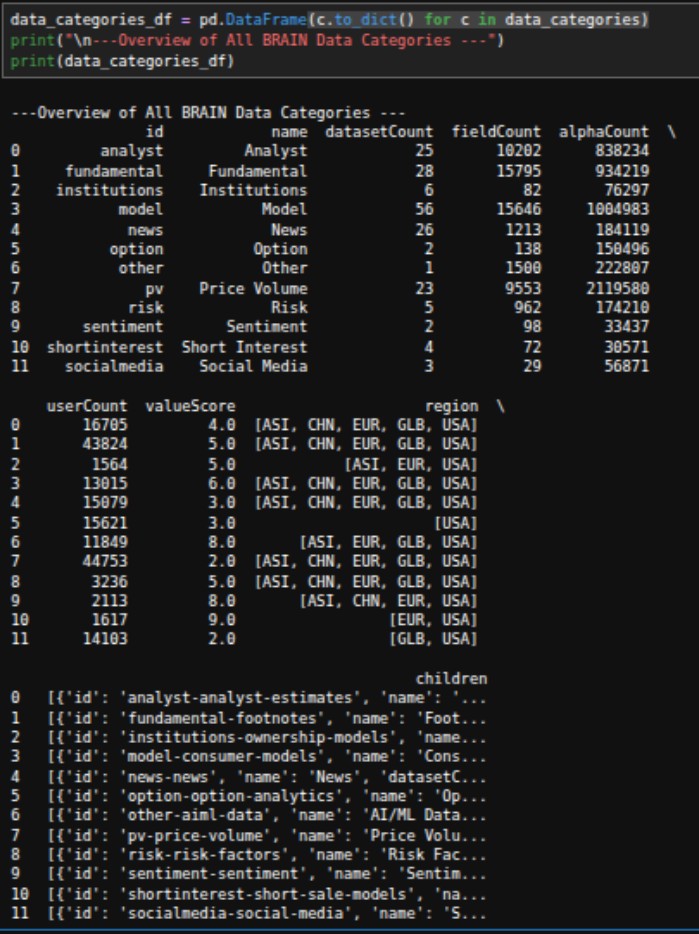 data_categories_df = pd.DataFrame(c.to_dict() for c in data_categories)
print("\n---Overview of All BRAIN Data Categories ---")
print(data_categories_df)
---Overview of All BRAIN Data Categories ---
id name datasetCount fieldCount alphaCount \
0 analyst Analyst 25 10202 838234
1 fundamental Fundamental 28 15795 934219
2 institutions Institutions 6 82 76297
3 model Model 56 15646 1004983
4 news News 26 1213 184119
5 option Option 2 138 150496
6 other Other 1 1500 222807
7 pv Price Volume 23 9553 2119580
8 risk Risk 5 962 174210
9 sentiment Sentiment 2 98 33437
10 shortinterest Short Interest 4 72 30571
11 socialmedia Social Media 3 29 56871
userCount valueScore region \
0 16705 4.0 [ASI, CHN, EUR, GLB, USA]
1 43824 5.0 [ASI, CHN, EUR, GLB, USA]
2 1564 5.0 [ASI, EUR, USA]
3 13015 6.0 [ASI, CHN, EUR, GLB, USA]
4 15079 3.0 [ASI, CHN, EUR, GLB, USA]
5 15621 3.0 [USA]
6 11849 8.0 [ASI, EUR, GLB, USA]
7 44753 2.0 [ASI, CHN, EUR, GLB, USA]
8 3236 5.0 [ASI, CHN, EUR, GLB, USA]
9 2113 8.0 [ASI, CHN, EUR, USA]
10 1617 9.0 [EUR, USA]
11 14103 2.0 [GLB, USA]
children
0 [{'id': 'analyst-analyst-estimates', 'name': '...
1 [{'id': 'fundamental-footnotes', 'name': 'Foot...
2 [{'id': 'institutions-ownership-models', 'name...
3 [{'id': 'model-consumer-models', 'name': 'Cons...
4 [{'id': 'news-news', 'name': 'News', 'datasetC...
5 [{'id': 'option-option-analytics', 'name': 'Op...
6 [{'id': 'other-aiml-data', 'name': 'AI/ML Data...
7 [{'id': 'pv-price-volume', 'name': 'Price Volu...
8 [{'id': 'risk-risk-factors', 'name': 'Risk Fac...
9 [{'id': 'sentiment-sentiment', 'name': 'Sentim...
10 [{'id': 'shortinterest-short-sale-models', 'na...
11 [{'id': 'socialmedia-social-media', 'name': 'S...